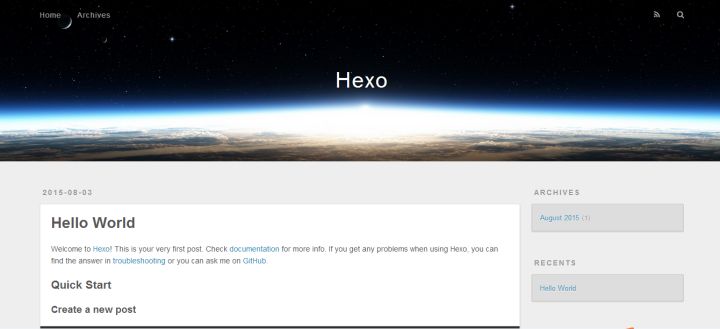 Home Archives
Hexo
2015-08-03
Hello World
Welcome to Hexo! This is your very first post. Check documentation for more info. If you get any problems when using Hexo, you can
find the answer in troubleshooting or you can ask me on GitHub.
Quick Start
Create a new post
ARCHIVES
August 2015 (1)
RECENTS
Hello World